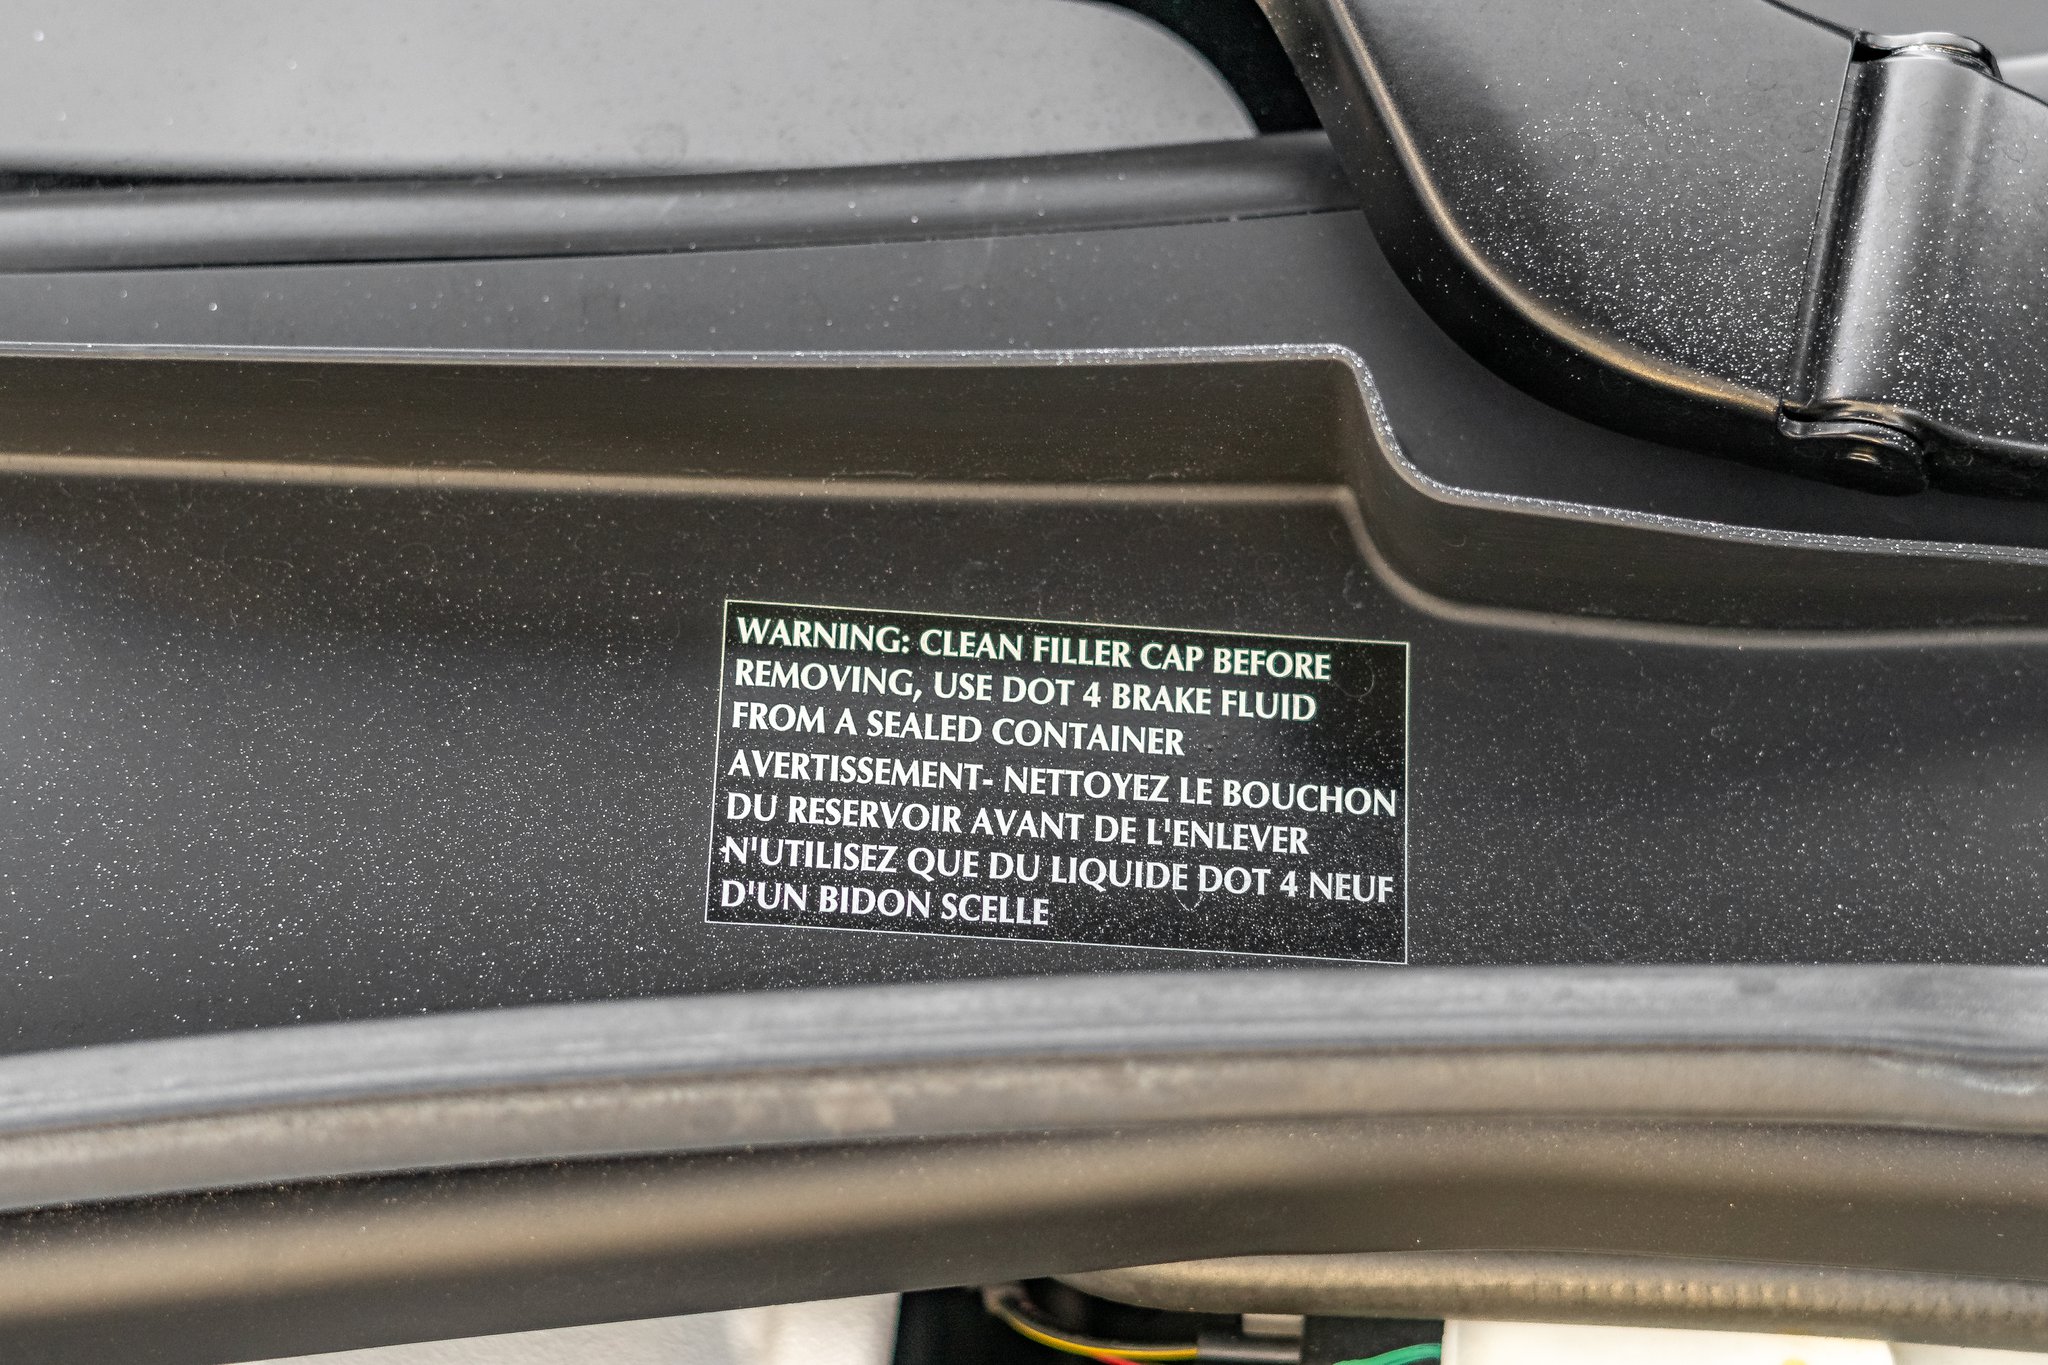 WARNING: CLEAN FILLER CAP BEFORE
REMOVING, USE DOT 4 BRAKE FLUID
FROM A SEALED CONTAINER
AVERTISSEMENT- NETTOYEZ LE BOUCHON
DU RESERVOIR AVANT DE L'ENLEVER
N'UTILISEZ QUE DU LIQUIDE DOT 4 NEUF
D'UN BIDON SCELLE